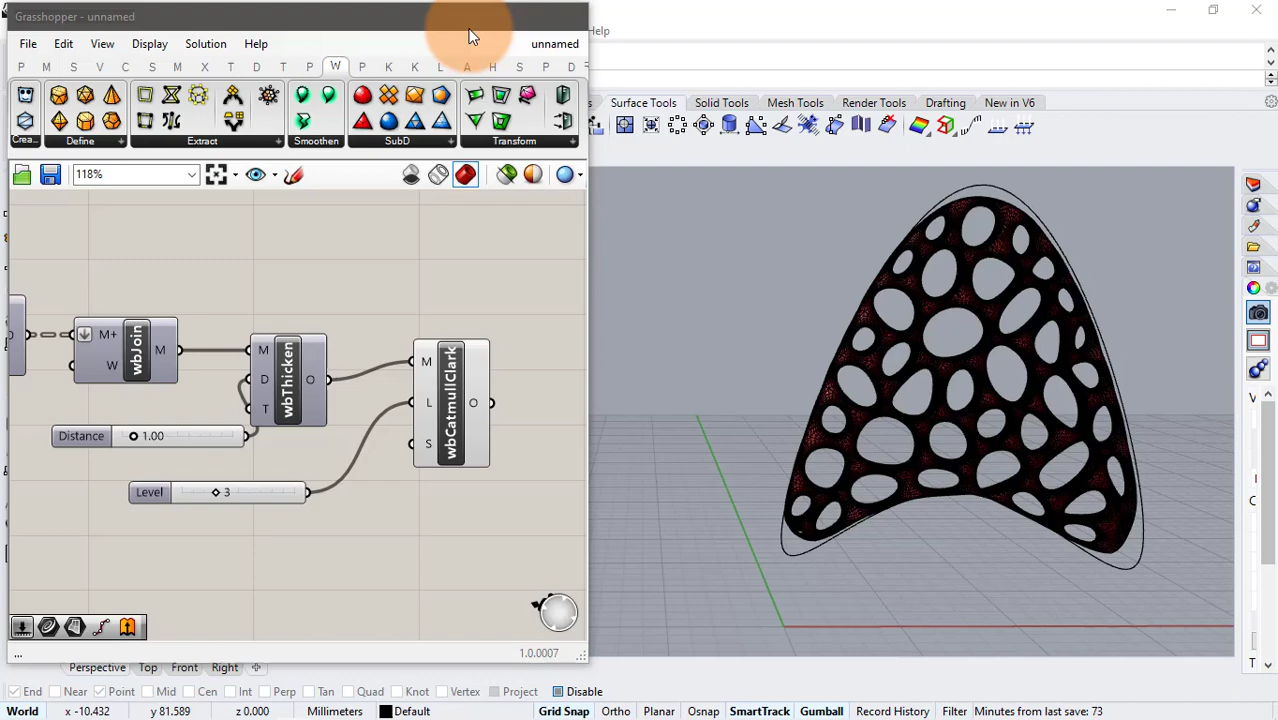 Grasshopper - unnamed
File Edit View Display Solution Help unnamed
Help
P M S V C S M T D T P W P K K L A H S P D
Crea... Define Extract Smoothen SubD Transform
Surface Tools Solid Tools Mesh Tools Render Tools Drafting New in V6
118%
M+ W wbJoin M
M D T wbThicken O
M L S wbCatmullClark O
Distance 1.00
Level 3
... 1.0.0007
Perspective Top Front Right
End Near Point Mid Cen Int Perp Tan Quad Knot Vertex Project Disable
World x -10.432 y 81.589 z 0.000 Millimeters Default Grid Snap Ortho Planar Osnap SmartTrack Gumball Record History Filter Minutes from last save: 73